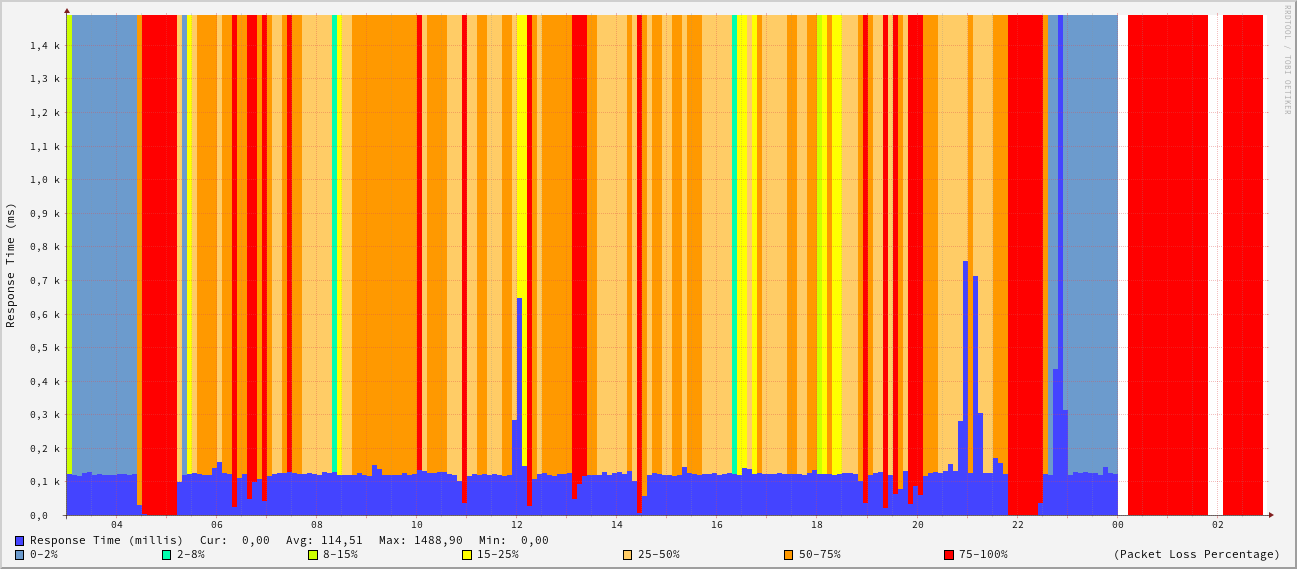 RRDTOOL / TOBI OETIKER
Response Time (ms)
1,4 k
1,3 k
1,2 k
1,1 k
1,0 k
0,9 k
0,8 k
0,7 k
0,6 k
0,5 k
0,4 k
0,3 k
0,2 k
0,1 k
0,0
04 06 08 10 12 14 16 18 20 22 00 02
Response Time (millis) Cur: 0,00 Avg: 114,51 Max: 1488,90 Min: 0,00
0-2% 2-8% 8-15% 15-25% 25-50% 50-75% 75-100% (Packet Loss Percentage)